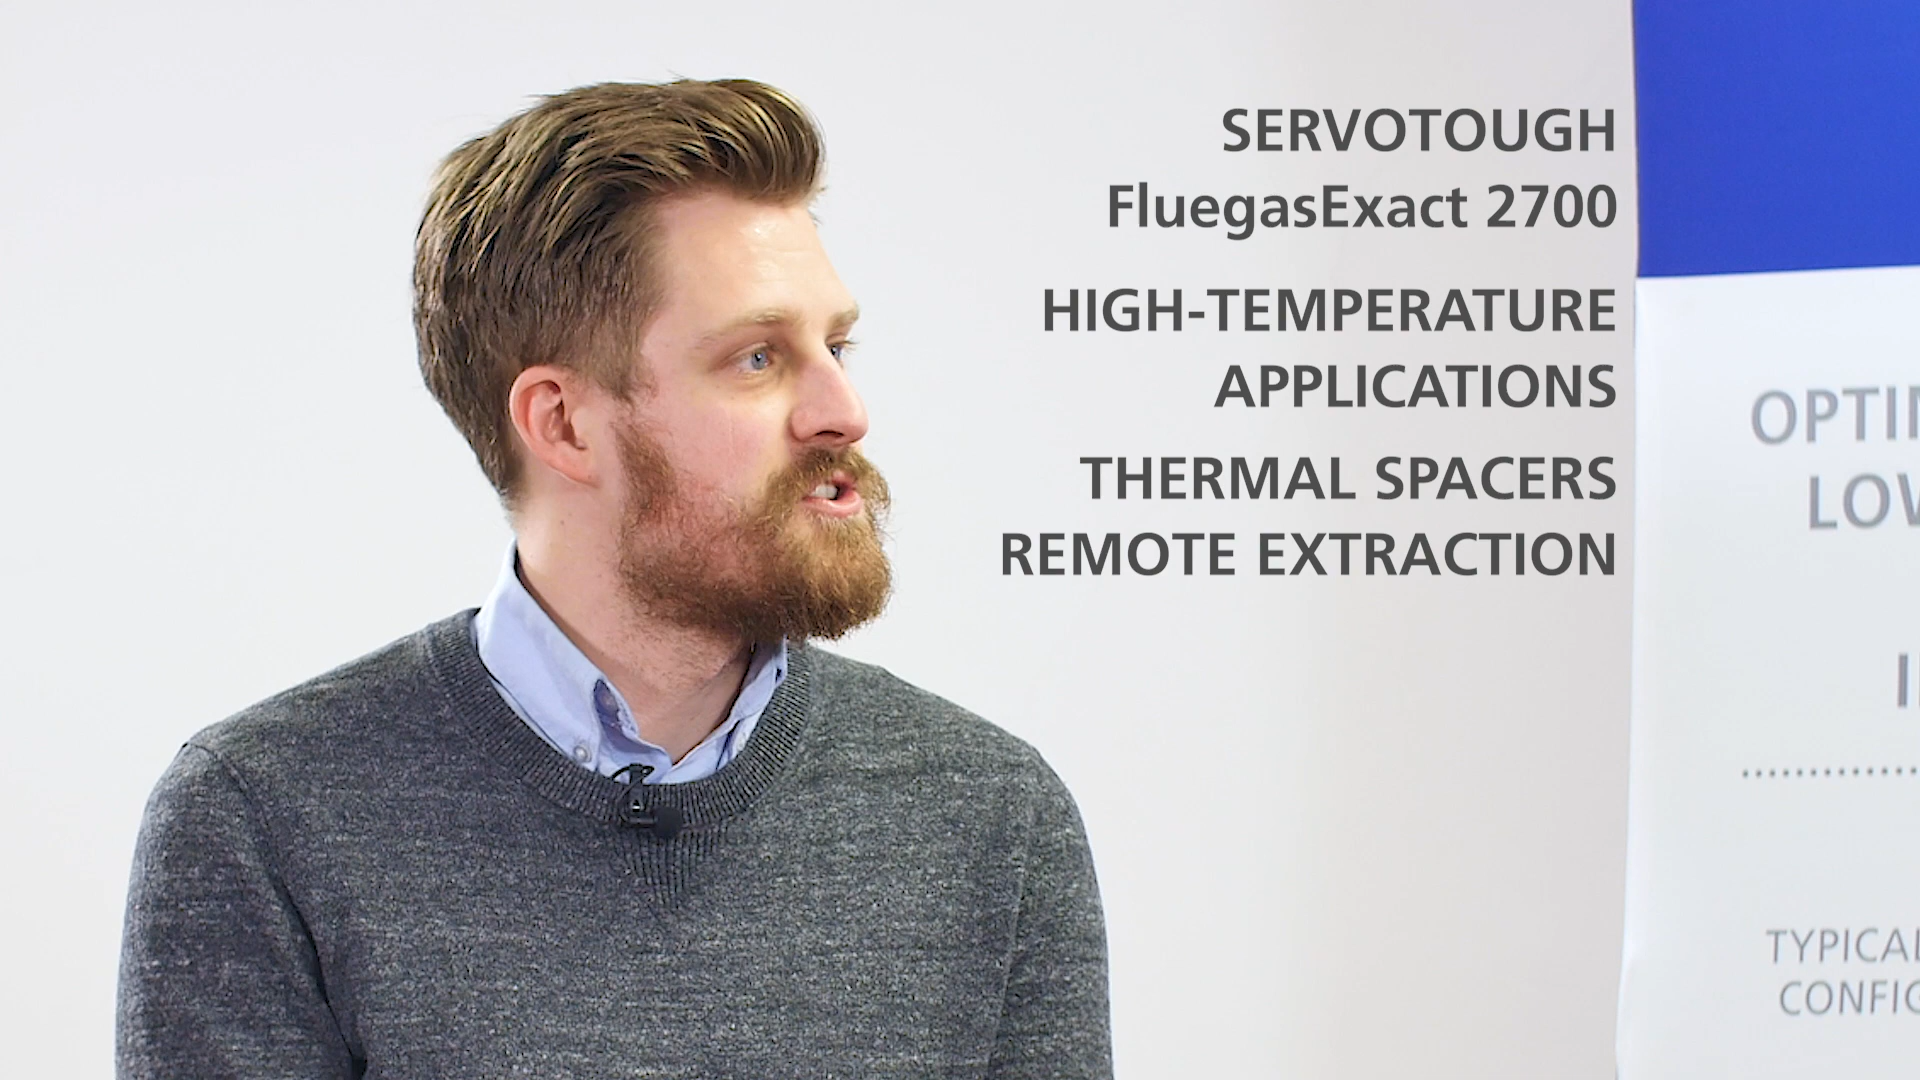 SERVOTOUGH
FluegasExact 2700
HIGH-TEMPERATURE
APPLICATIONS
THERMAL SPACERS
REMOTE EXTRACTION